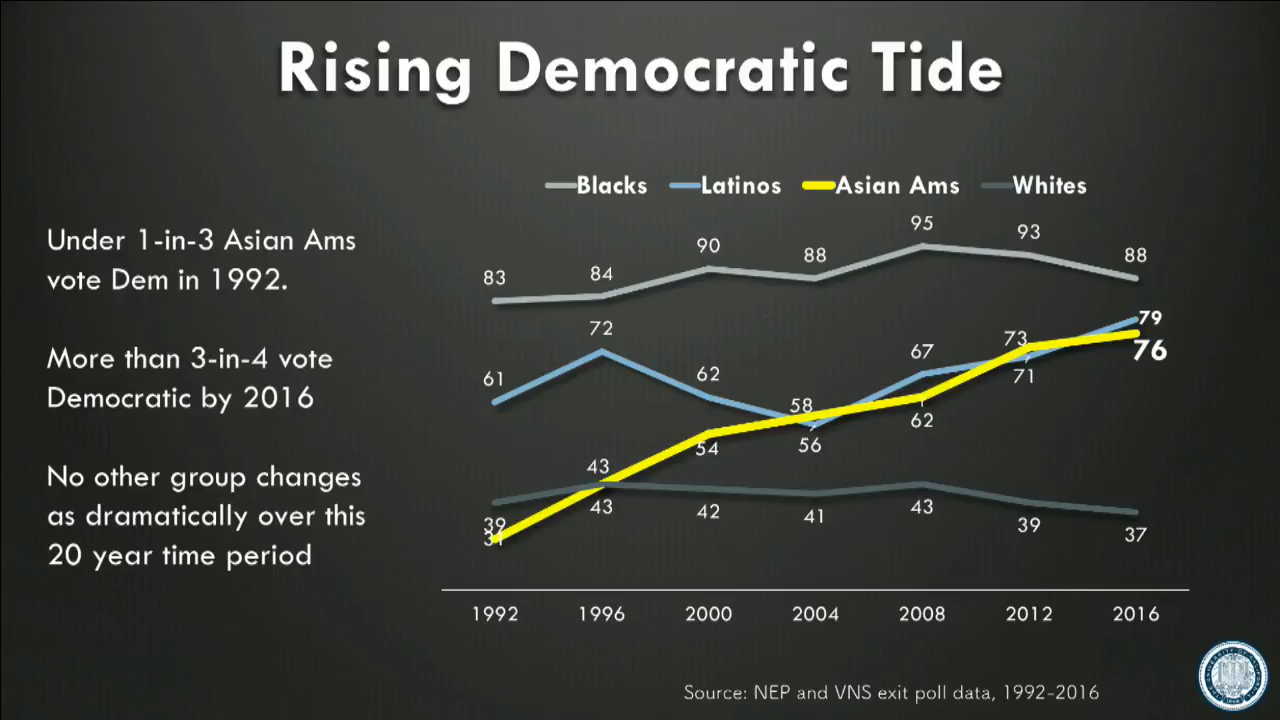 Rising Democratic Tide
Blacks Latinos Asian Ams Whites
Under 1-in-3 Asian Ams
vote Dem in 1992.
More than 3-in-4 vote
Democratic by 2016
No other group changes
as dramatically over this
20 year time period
83 84 90 88 95 93 88
61 72 62 56 67 71 79
31 43 54 58 62 73 76
39 43 42 41 43 39 37
1992 1996 2000 2004 2008 2012 2016
Source: NEP and VNS exit poll data, 1992-2016